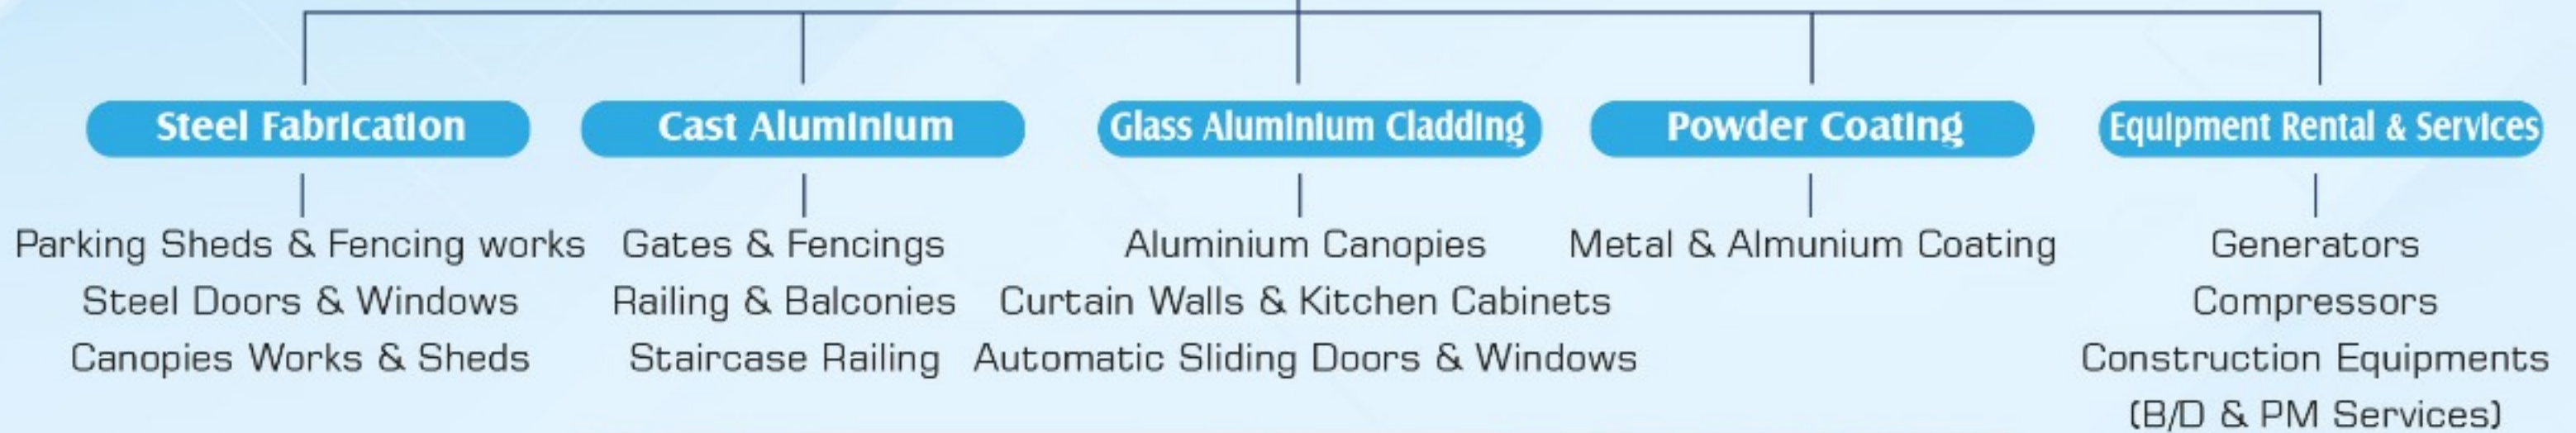 Steel Fabrication
Parking Sheds & Fencing works
Steel Doors & Windows
Canopies Works & Sheds
Cast Aluminium
Gates & Fencings
Railing & Balconies
Staircase Railing
Glass Aluminium Cladding
Aluminium Canopies
Curtain Walls & Kitchen Cabinets
Automatic Sliding Doors & Windows
Powder Coating
Metal & Almunium Coating
Equipment Rental & Services
Generators
Compressors
Construction Equipments
(B/D & PM Services)